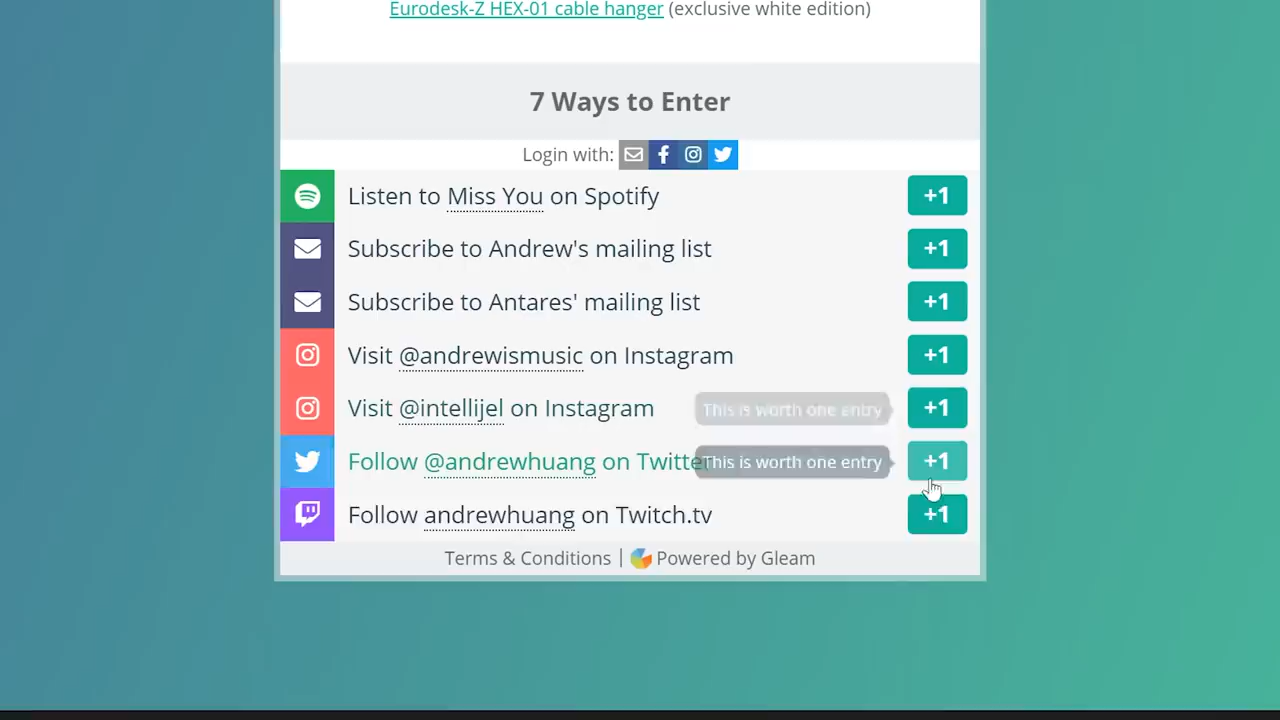 Eurodesk-Z HEX-01 cable hanger (exclusive white edition)
7 Ways to Enter
Login with:
Listen to Miss You on Spotify +1
Subscribe to Andrew's mailing list +1
Subscribe to Antares' mailing list +1
Visit @andrewismusic on Instagram +1
Visit @intellijel on Instagram This is worth one entry +1
Follow @andrewhuang on Twitter This is worth one entry +1
Follow andrewhuang on Twitch.tv +1
Terms & Conditions | Powered by Gleam